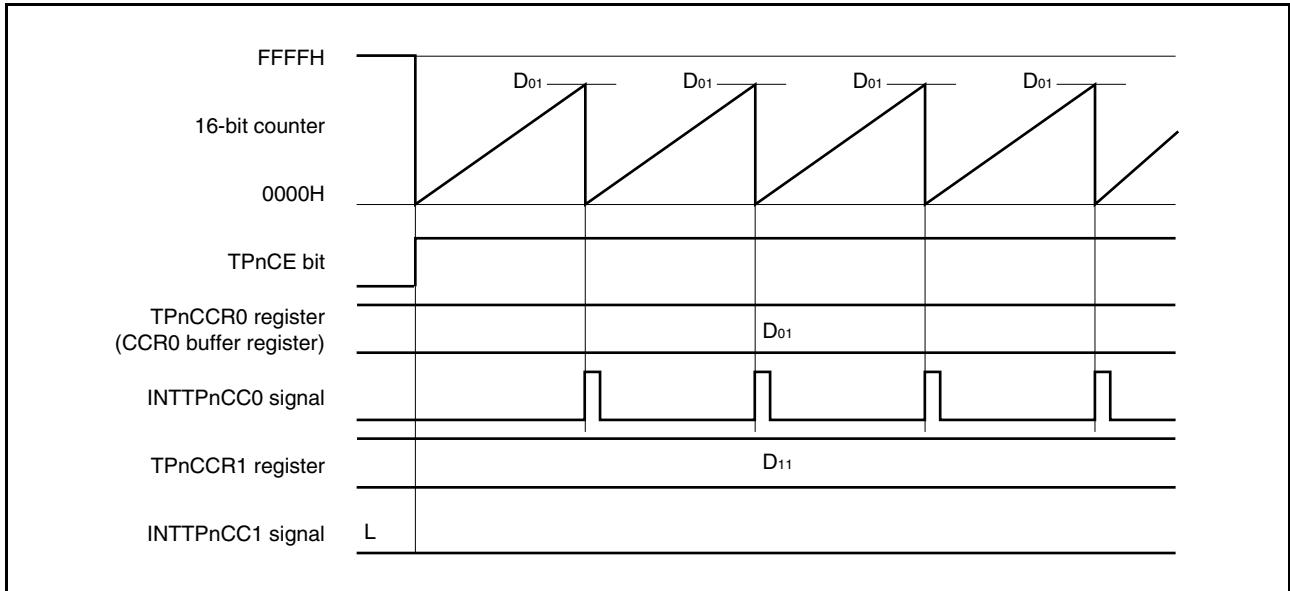 FFFFH
D01 D01 D01 D01
16-bit counter
0000H
TPnCE bit
TPnCCR0 register
(CCR0 buffer register)
D01
INTTPnCC0 signal
TPnCCR1 register
D11
INTTPnCC1 signal L